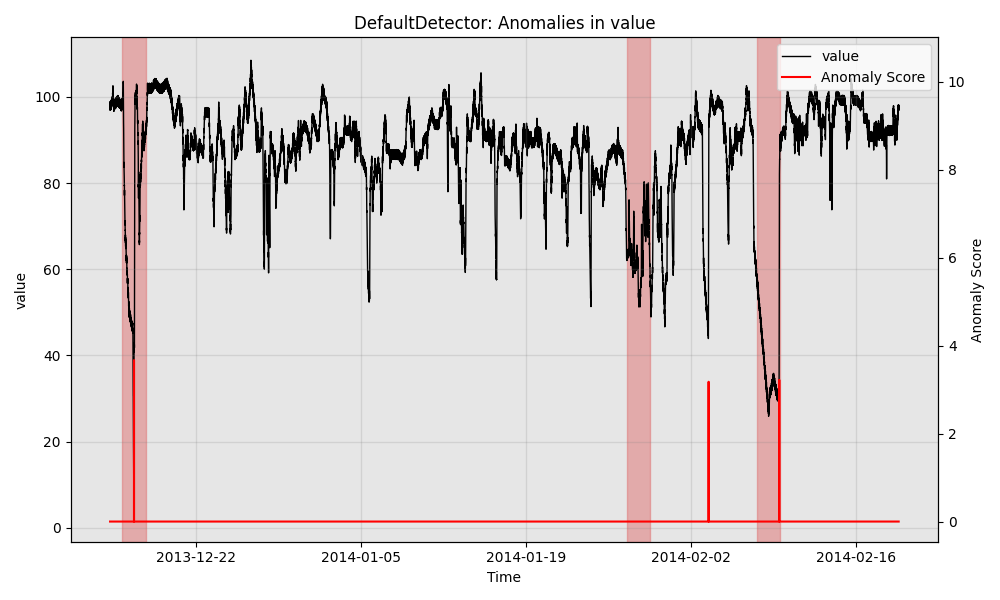 DefaultDetector: Anomalies in value
value
Anomaly Score
100
80
60
40
20
0
value
10
8
6
4
2
0
Anomaly Score
2013-12-22
2014-01-05
2014-01-19
2014-02-02
2014-02-16
Time